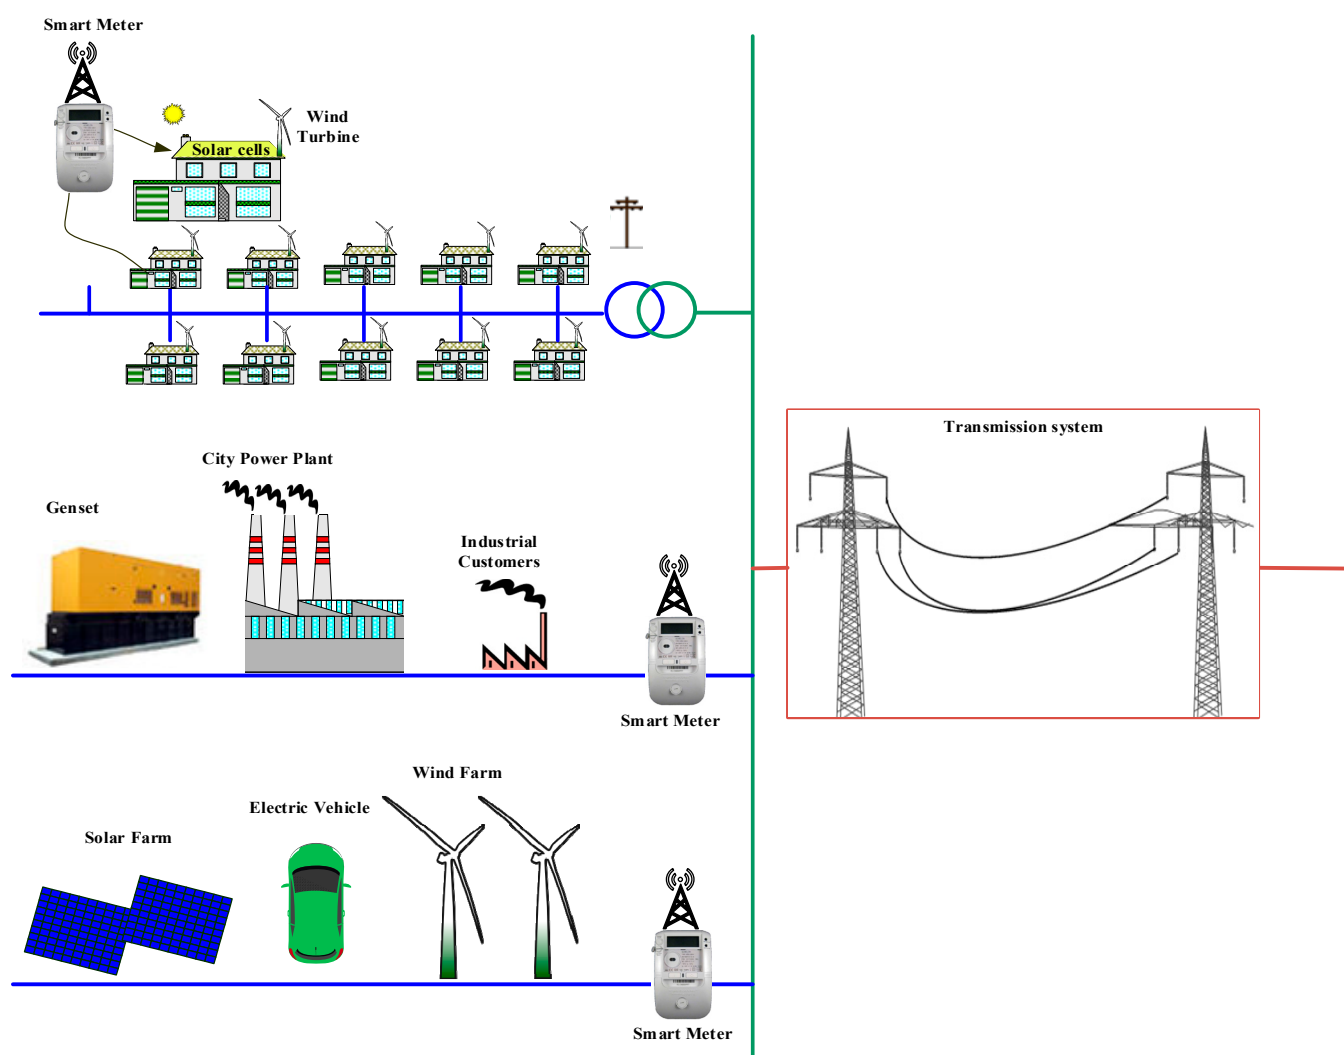 Smart Meter
Wind
Turbine
Solar cells
Transmission system
City Power Plant
Genset
Industrial
Customers
Smart Meter
Wind Farm
Electric Vehicle
Solar Farm
Smart Meter